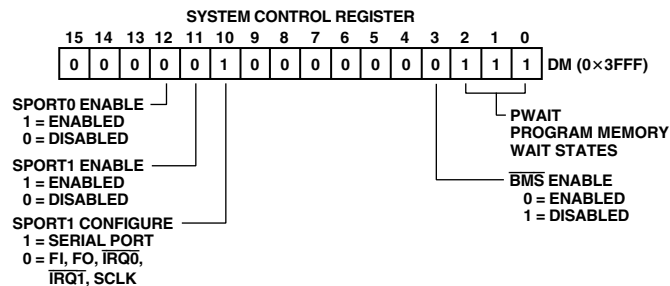 SYSTEM CONTROL REGISTER
15 14 13 12 11 10 9 8 7 6 5 4 3 2 1 0
0 0 0 0 0 1 0 0 0 0 0 0 0 1 1 1 DM (0×3FFF)
SPORT0 ENABLE
1 = ENABLED
0 = DISABLED
SPORT1 ENABLE
1 = ENABLED
0 = DISABLED
SPORT1 CONFIGURE
1 = SERIAL PORT
0 = FI, FO, IRQ0,
IRQ1, SCLK
PWAIT
PROGRAM MEMORY
WAIT STATES
BMS ENABLE
0 = ENABLED
1 = DISABLED